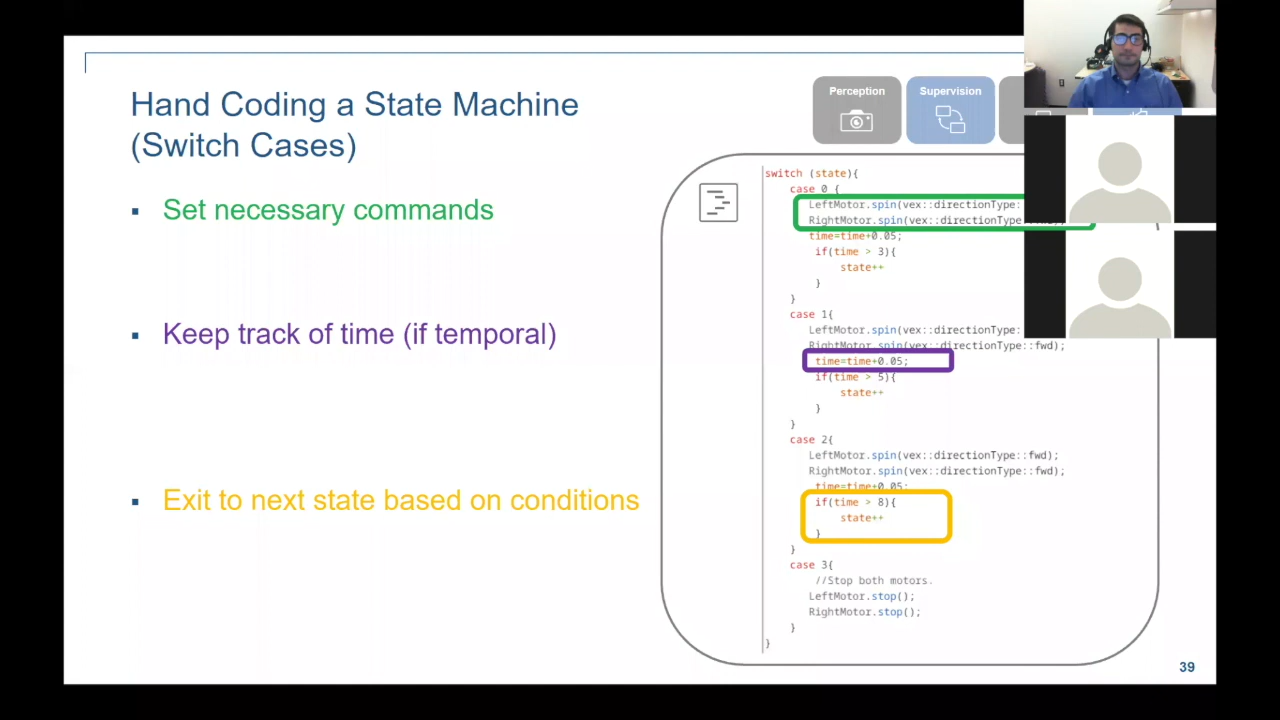 Hand Coding a State Machine
(Switch Cases)
Perception
Supervision
▪ Set necessary commands
▪ Keep track of time (if temporal)
▪ Exit to next state based on conditions
switch (state){
case 0 {
LeftMotor.spin(vex::directionType:
RightMotor.spin(vex::directionType
time=time+0.05;
if(time > 3){
state++
}
}
case 1{
LeftMotor.spin(vex::directionType:
RightMotor.spin(vex::directionType::fwd);
time=time+0.05;
if(time > 5){
state++
}
}
case 2{
LeftMotor.spin(vex::directionType::fwd);
RightMotor.spin(vex::directionType::fwd);
time=time+0.05;
if(time > 8){
state++
}
}
case 3{
//Stop both motors.
LeftMotor.stop();
RightMotor.stop();
}
}
39